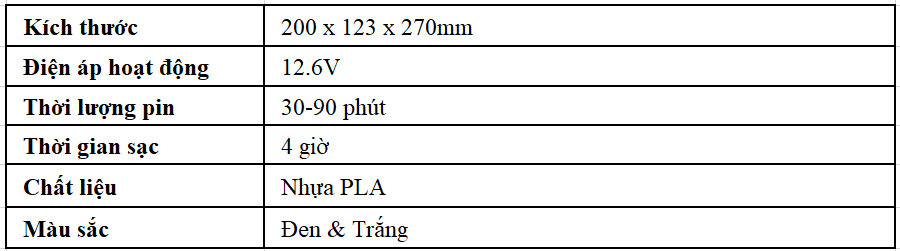 Kích thước 200 x 123 x 270mm
Điện áp hoạt động 12.6V
Thời lượng pin 30-90 phút
Thời gian sạc 4 giờ
Chất liệu Nhựa PLA
Màu sắc Đen & Trắng